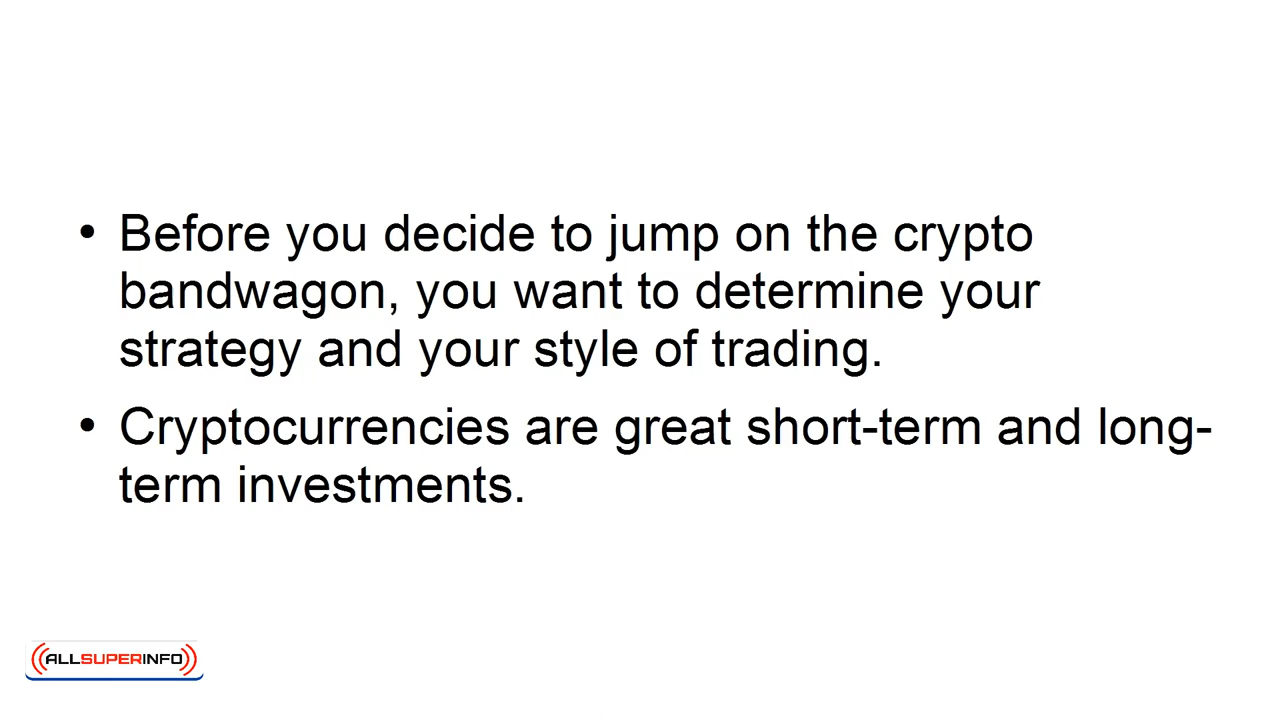 • Before you decide to jump on the crypto
bandwagon, you want to determine your
strategy and your style of trading.
• Cryptocurrencies are great short-term and long-
term investments.
ALLSUPERINFO